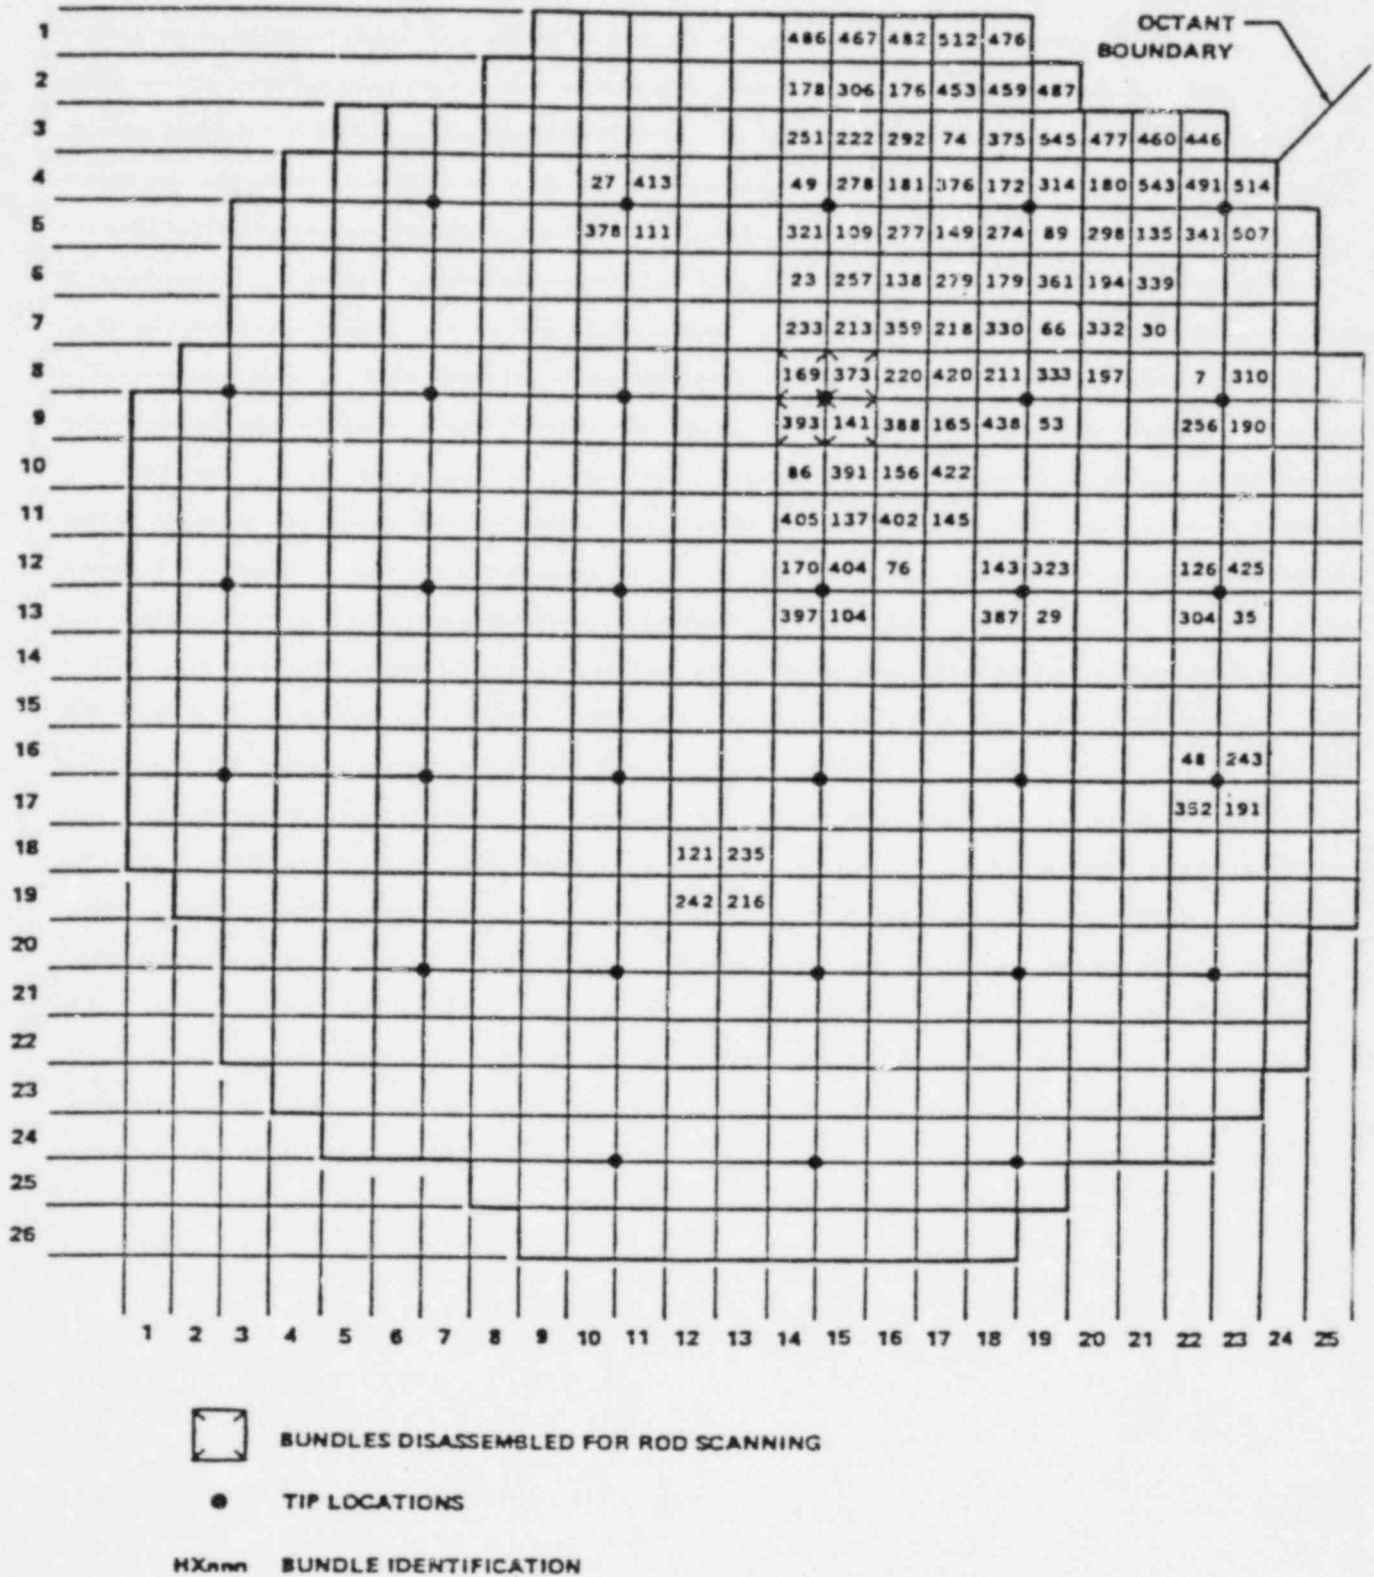 OCTANT
BOUNDARY
1 486 467 482 512 476
2 178 306 176 453 459 487
3 251 222 292 74 375 545 477 460 446
4 27 413 49 278 181 376 172 314 180 543 491 514
5 378 111 321 109 277 149 274 89 298 135 341 507
6 23 257 138 279 179 361 194 339
7 233 213 359 218 330 66 332 30
8 169 373 220 420 211 333 197 7 310
9 393 141 388 165 438 53 256 190
10 86 391 156 422
11 405 137 402 145
12 170 404 76 143 323 126 425
13 397 104 387 29 304 35
14
15
16 48 243
17 352 191
18 121 235
19 242 216
20
21
22
23
24
25
26
1 2 3 4 5 6 7 8 9 10 11 12 13 14 15 16 17 18 19 20 21 22 23 24 25
BUNDLES DISASSEMBLED FOR ROD SCANNING
TIP LOCATIONS
HXnnn BUNDLE IDENTIFICATION